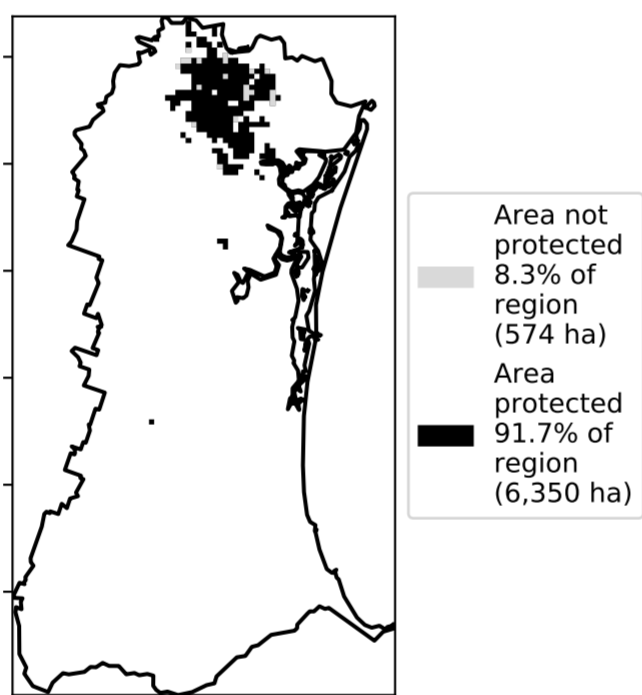 Area not
protected
8.3% of
region
(574 ha)
Area
protected
91.7% of
region
(6,350 ha)